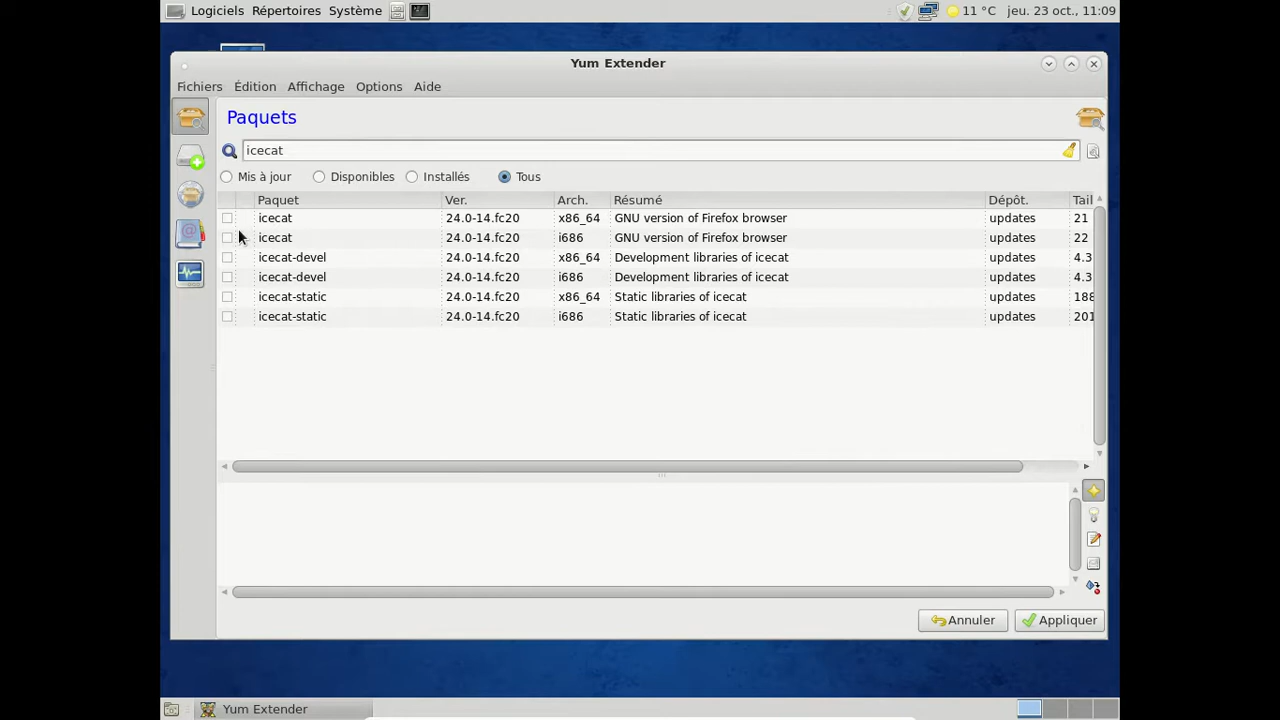 Logiciels Répertoires Système 11 °C jeu. 23 oct., 11:09
Yum Extender
Fichiers Édition Affichage Options Aide
Paquets
icecat
Mis à jour Disponibles Installés Tous
Paquet Ver. Arch. Résumé Dépôt. Tail
icecat 24.0-14.fc20 x86_64 GNU version of Firefox browser updates 21
icecat 24.0-14.fc20 i686 GNU version of Firefox browser updates 22
icecat-devel 24.0-14.fc20 x86_64 Development libraries of icecat updates 4.3
icecat-devel 24.0-14.fc20 i686 Development libraries of icecat updates 4.3
icecat-static 24.0-14.fc20 x86_64 Static libraries of icecat updates 188
icecat-static 24.0-14.fc20 i686 Static libraries of icecat updates 201
Annuler Appliquer
Yum Extender